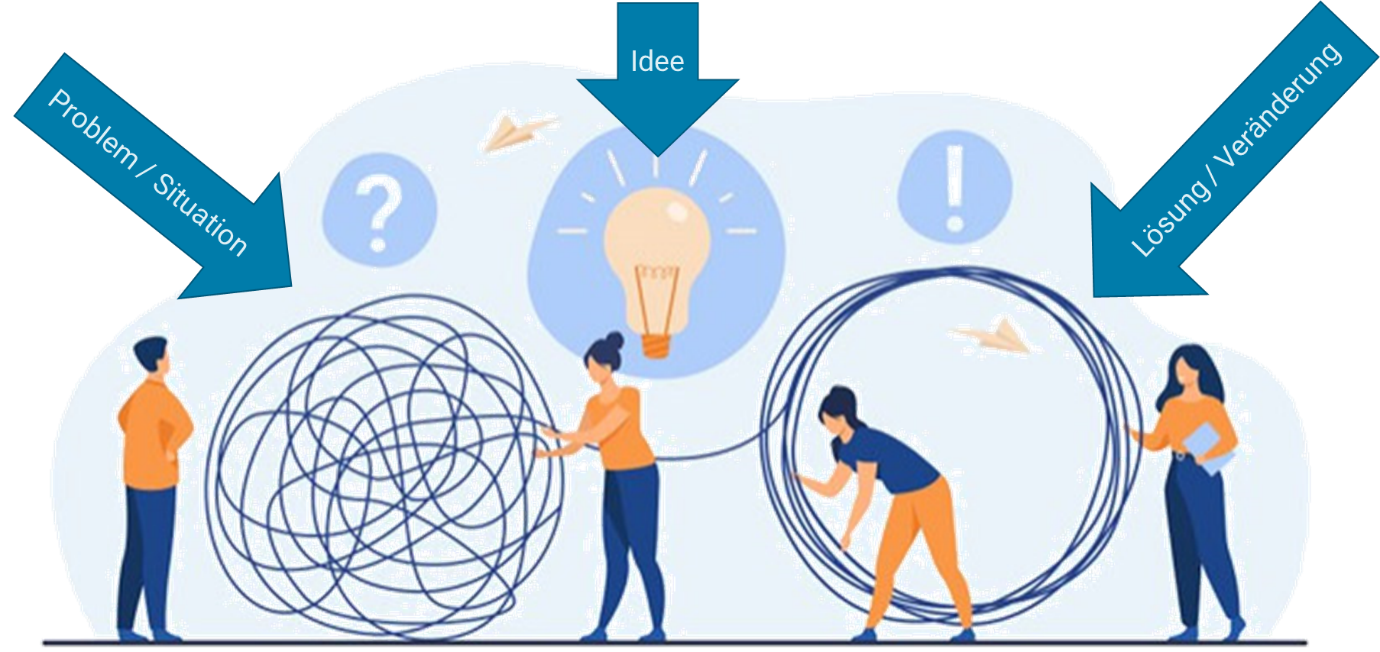 Problem / Situation
Idee
Lösung / Veränderung
?
!